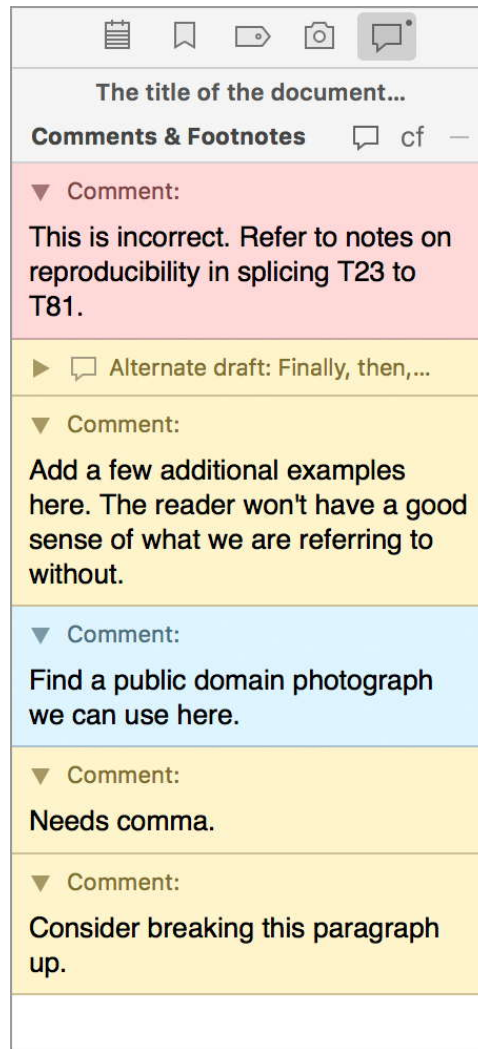 The title of the document...
Comments & Footnotes cf
Comment:
This is incorrect. Refer to notes on
reproducibility in splicing T23 to
T81.
Alternate draft: Finally, then,...
Comment:
Add a few additional examples
here. The reader won't have a good
sense of what we are referring to
without.
Comment:
Find a public domain photograph
we can use here.
Comment:
Needs comma.
Comment:
Consider breaking this paragraph
up.